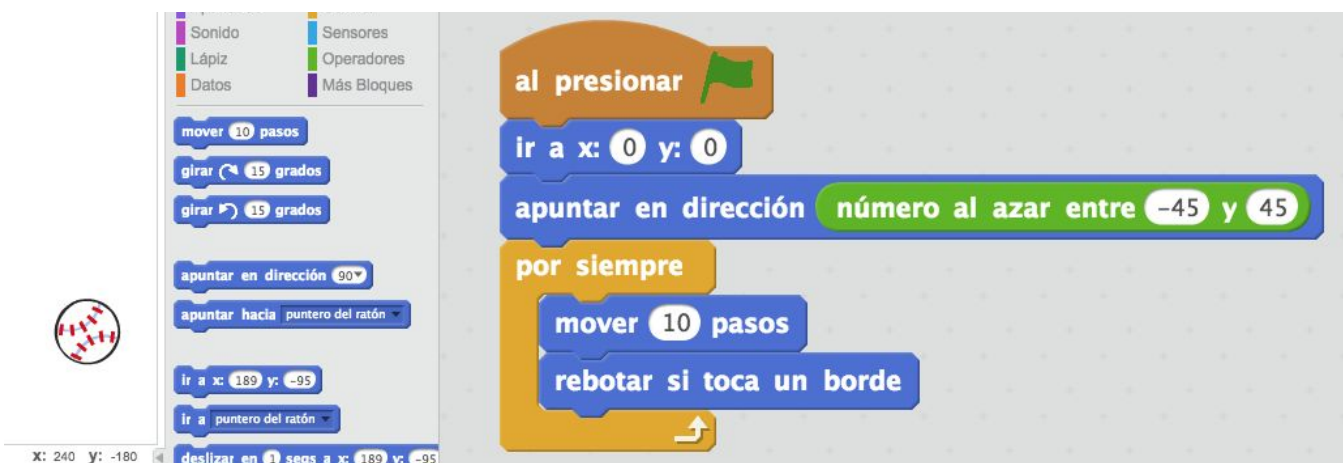 Sonido
Sensores
Lápiz
Operadores
Datos
Más Bloques
mover 10 pasos
girar 15 grados
girar 15 grados
apuntar en dirección 90
apuntar hacia puntero del ratón
ir a x: 189 y: -95
ir a puntero del ratón
deslizar en 1 segs a x: 189 y: -95
X: 240 y: -180
al presionar
ir a x: 0 y: 0
apuntar en dirección número al azar entre -45 y 45
por siempre
mover 10 pasos
rebotar si toca un borde